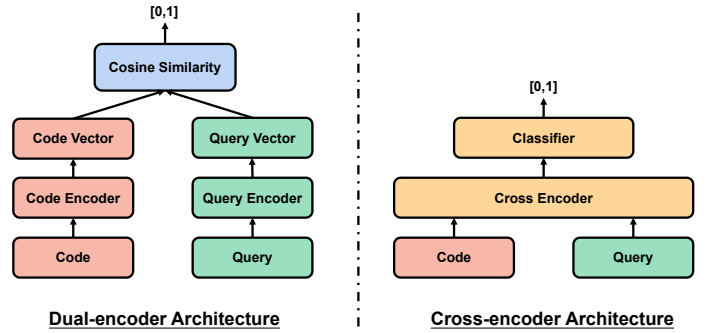 [0,1]
Cosine Similarity
Code Vector
Query Vector
Code Encoder
Query Encoder
Code
Query
Dual-encoder Architecture
[0,1]
Classifier
Cross Encoder
Code
Query
Cross-encoder Architecture